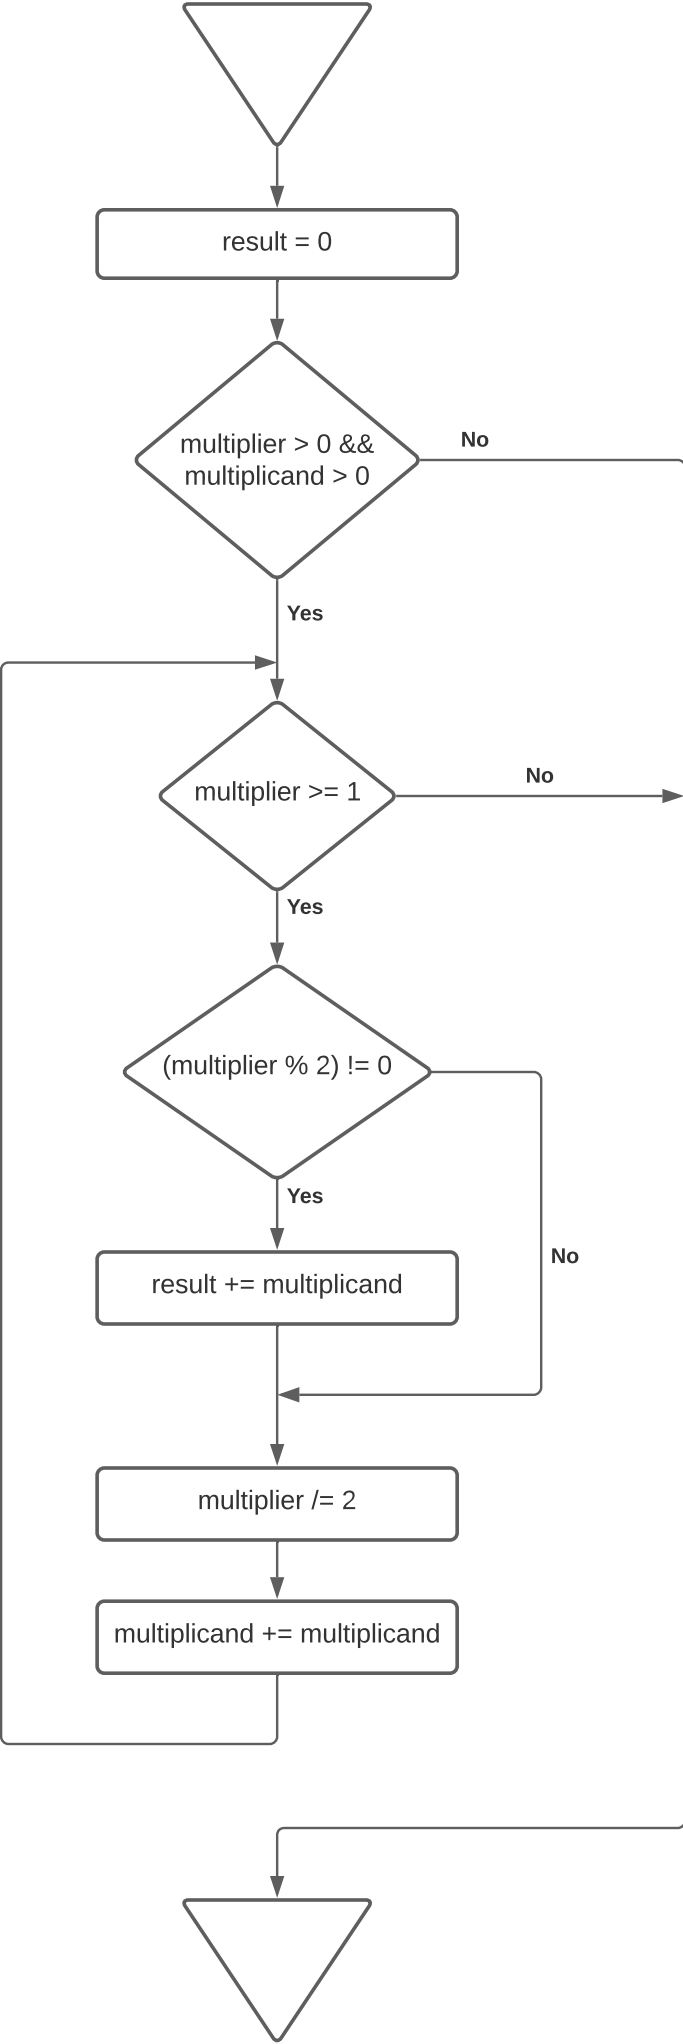 result = 0
multiplier > 0 &&
multiplicand > 0
No
Yes
multiplier >= 1
No
Yes
(multiplier % 2) != 0
Yes
No
result += multiplicand
multiplier /= 2
multiplicand += multiplicand